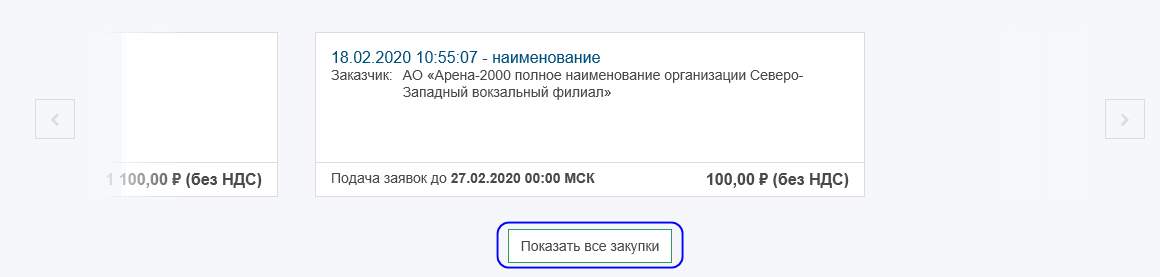 18.02.2020 10:55:07 - наименование
Заказчик: АО «Арена-2000 полное наименование организации Северо-
Западный вокзальный филиал»
1 100,00 ₽ (без НДС)
Подача заявок до 27.02.2020 00:00 МСК
100,00 ₽ (без НДС)
Показать все закупки